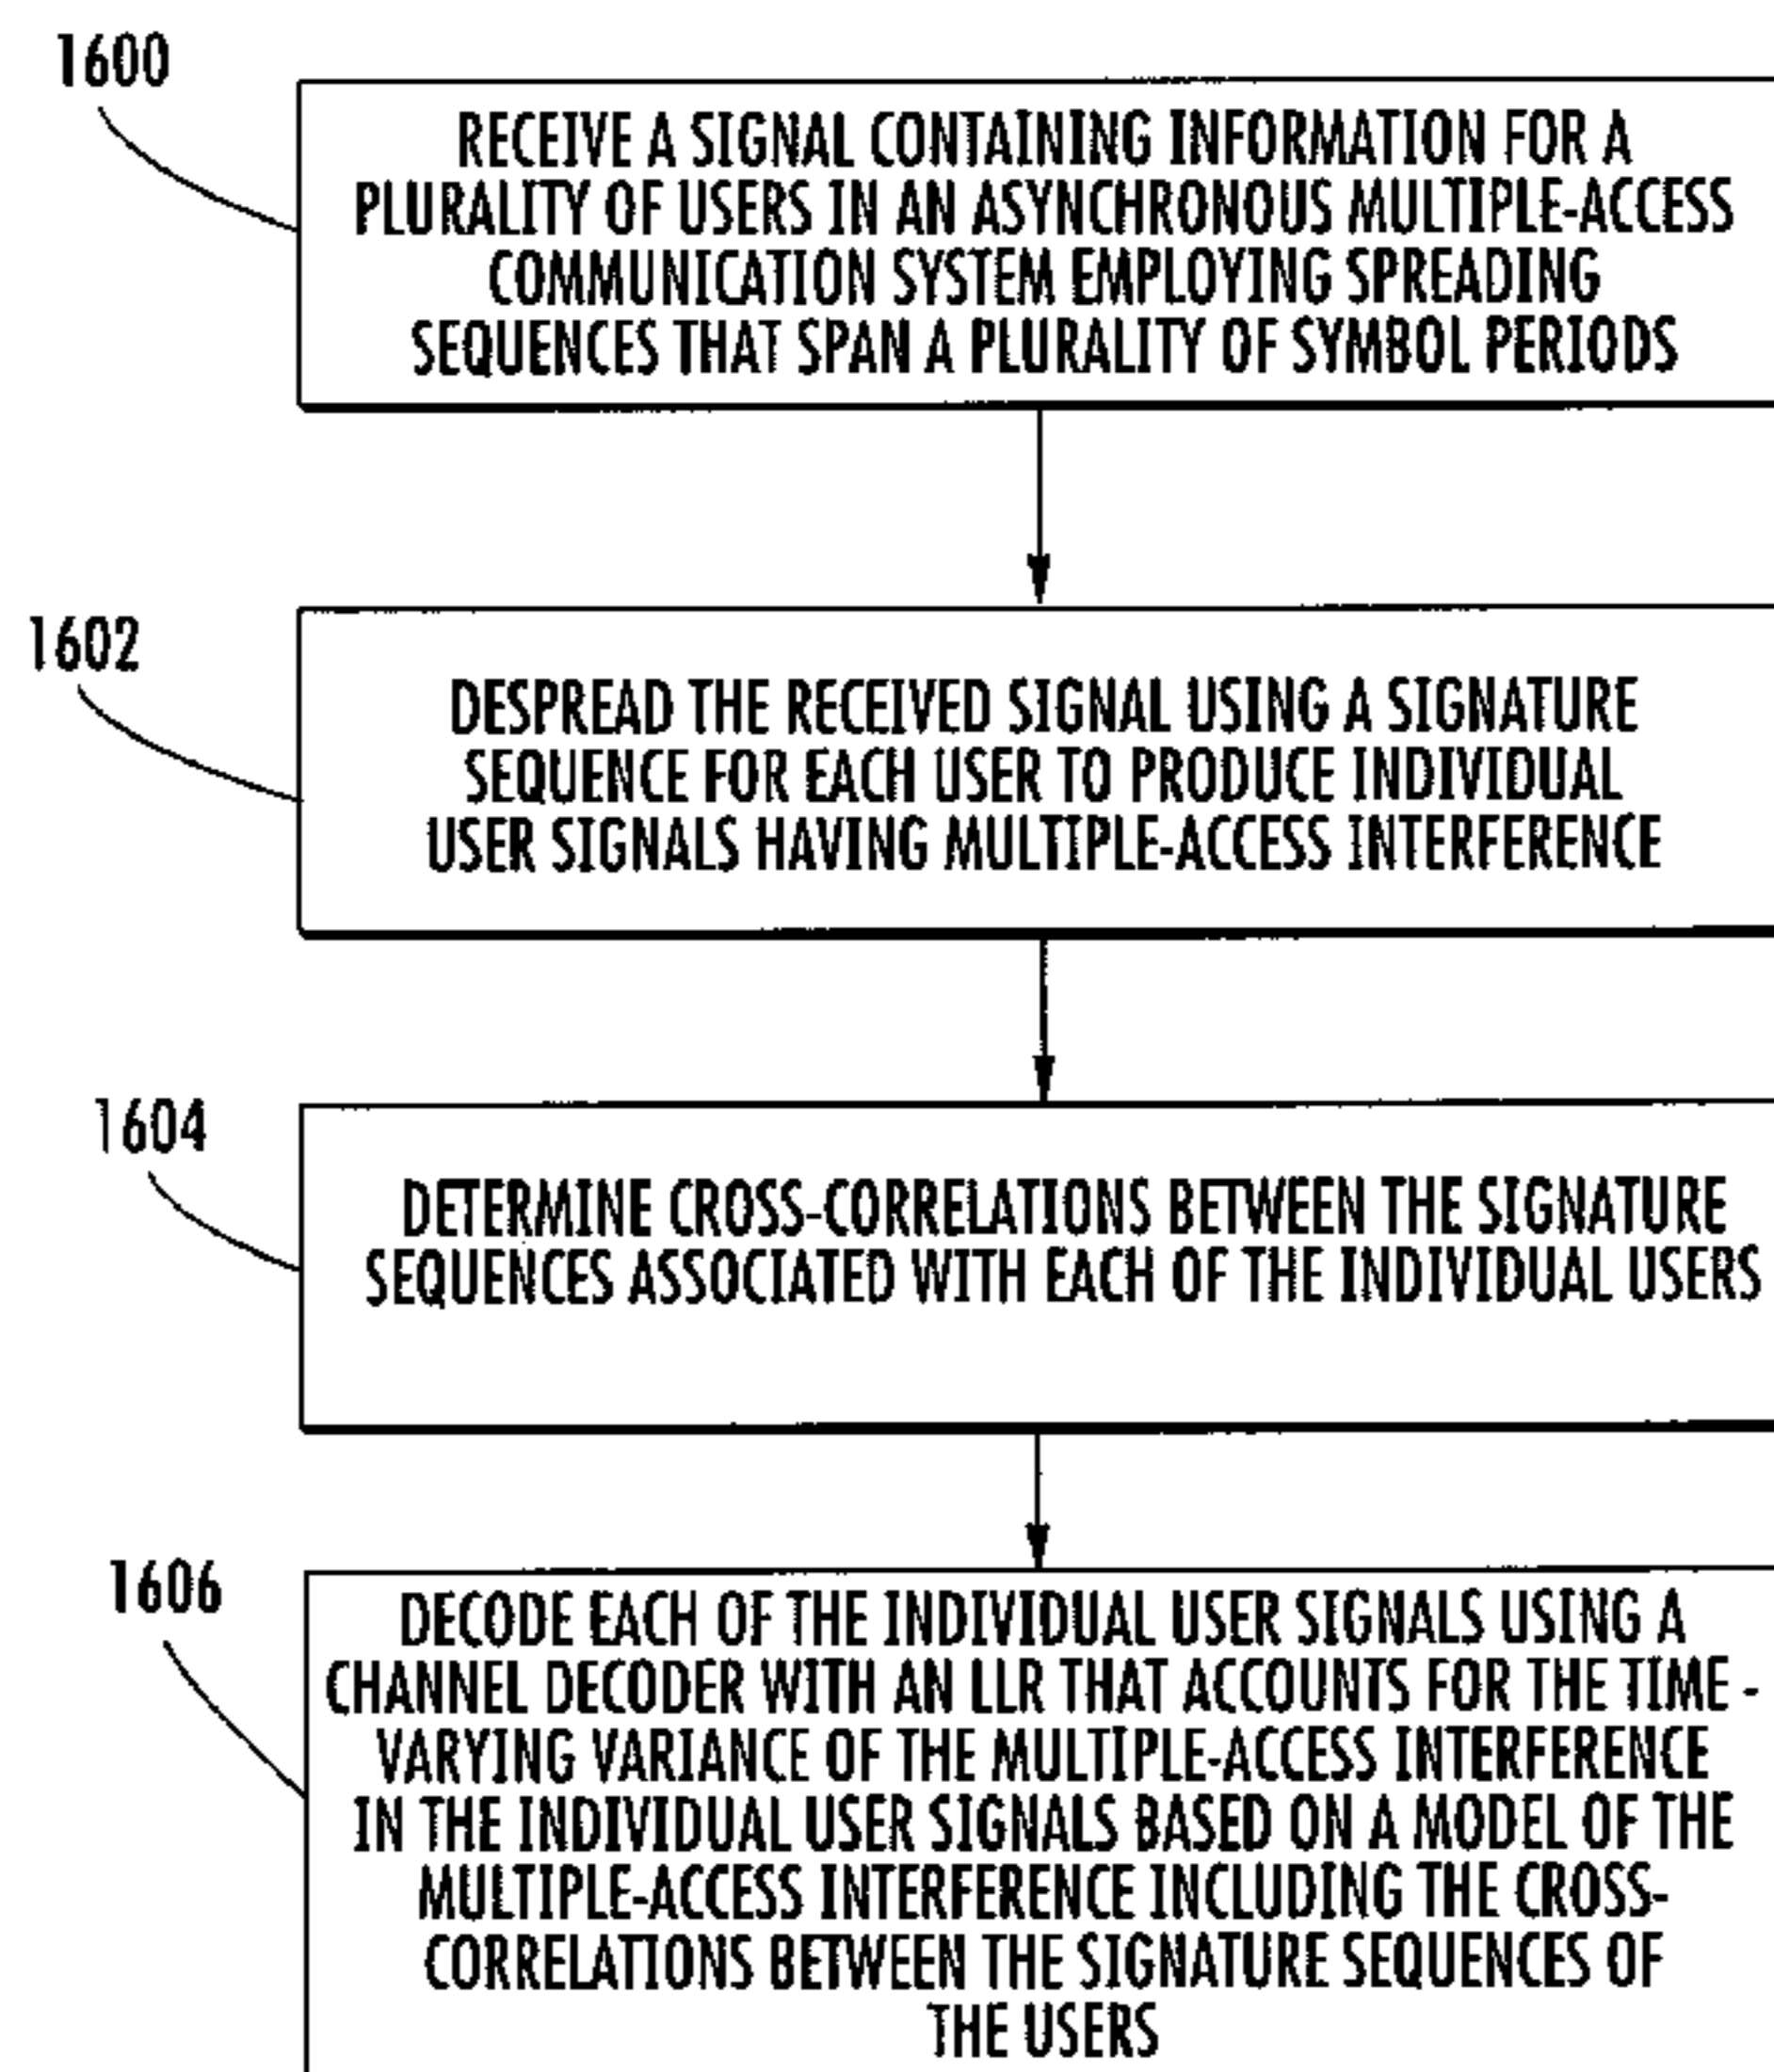 1600
RECEIVE A SIGNAL CONTAINING INFORMATION FOR A
PLURALITY OF USERS IN AN ASYNCHRONOUS MULTIPLE-ACCESS
COMMUNICATION SYSTEM EMPLOYING SPREADING
SEQUENCES THAT SPAN A PLURALITY OF SYMBOL PERIODS
1602
DESPREAD THE RECEIVED SIGNAL USING A SIGNATURE
SEQUENCE FOR EACH USER TO PRODUCE INDIVIDUAL
USER SIGNALS HAVING MULTIPLE-ACCESS INTERFERENCE
1604
DETERMINE CROSS-CORRELATIONS BETWEEN THE SIGNATURE
SEQUENCES ASSOCIATED WITH EACH OF THE INDIVIDUAL USERS
1606
DECODE EACH OF THE INDIVIDUAL USER SIGNALS USING A
CHANNEL DECODER WITH AN LLR THAT ACCOUNTS FOR THE TIME -
VARYING VARIANCE OF THE MULTIPLE-ACCESS INTERFERENCE
IN THE INDIVIDUAL USER SIGNALS BASED ON A MODEL OF THE
MULTIPLE-ACCESS INTERFERENCE INCLUDING THE CROSS-
CORRELATIONS BETWEEN THE SIGNATURE SEQUENCES OF
THE USERS